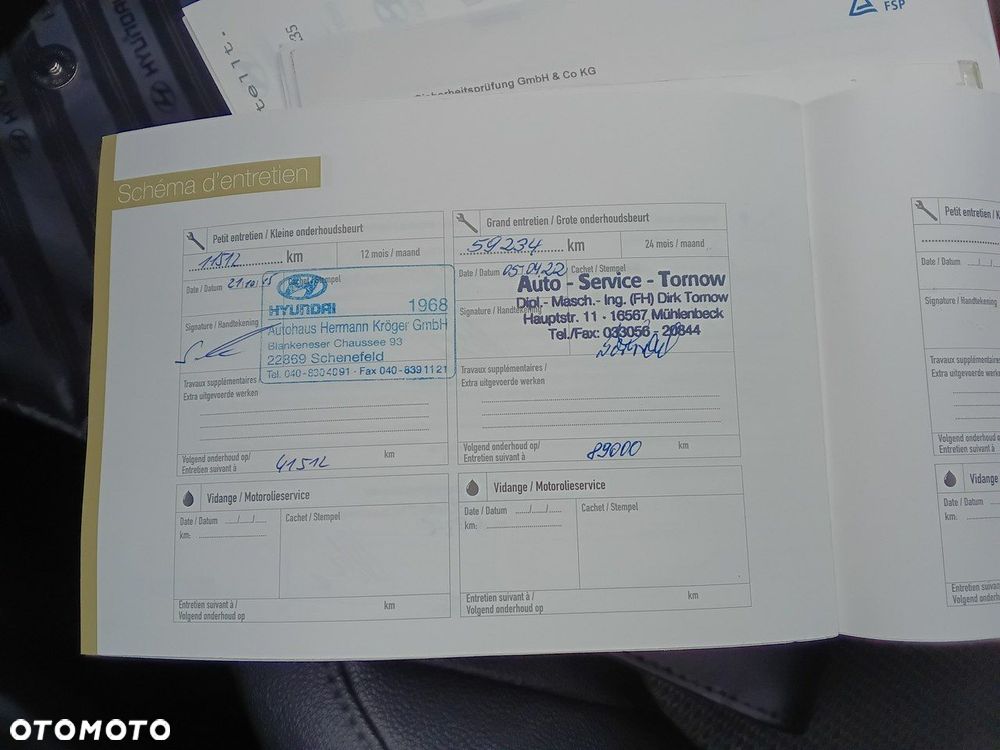 HYUNDAI
FSP
35
GmbH & Co KG
Schéma d'entretien
Petit entretien / Kleine onderhoudsbeurt
11512 km
12 mois / maand
Date / Datum 21.10.15 Cachet / Stempel
Signature / Handtekening
HYUNDAI 1968
Autohaus Hermann Kröger GmbH
Blankeneser Chaussee 93
22869 Schenefeld
Tel. 040-8304091 · Fax 040-8391121
Travaux supplémentaires /
Extra uitgevoerde werken
Volgend onderhoud op/
Entretien suivant à
41512 km
Grand entretien / Grote onderhoudsbeurt
59234 km
24 mois / maand
Date / Datum 05.04.22 Cachet / Stempel
Signature / Handtekening
Auto - Service - Tornow
Dipl.- Masch.- Ing. (FH) Dirk Tornow
Hauptstr. 11 · 16567 Mühlenbeck
Tel./Fax: 033056 - 20844
Travaux supplémentaires /
Extra uitgevoerde werken
Volgend onderhoud op/
Entretien suivant à
89000 km
Vidange / Motorolieservice
Date / Datum ..../..../.... Cachet / Stempel
km:
Entretien suivant à /
Volgend onderhoud op
km
Vidange / Motorolieservice
Date / Datum ..../..../.... Cachet / Stempel
km:
Entretien suivant à /
Volgend onderhoud op
km
Petit entretien /
Date / Datum
Signature / Handtekening
Travaux supplémentaires
Extra uitgevoerde
Volgend onderhoud
Entretien suivant à
Vidange
Date / Datum
km:
Entretien
Volgend
OTOMOTO